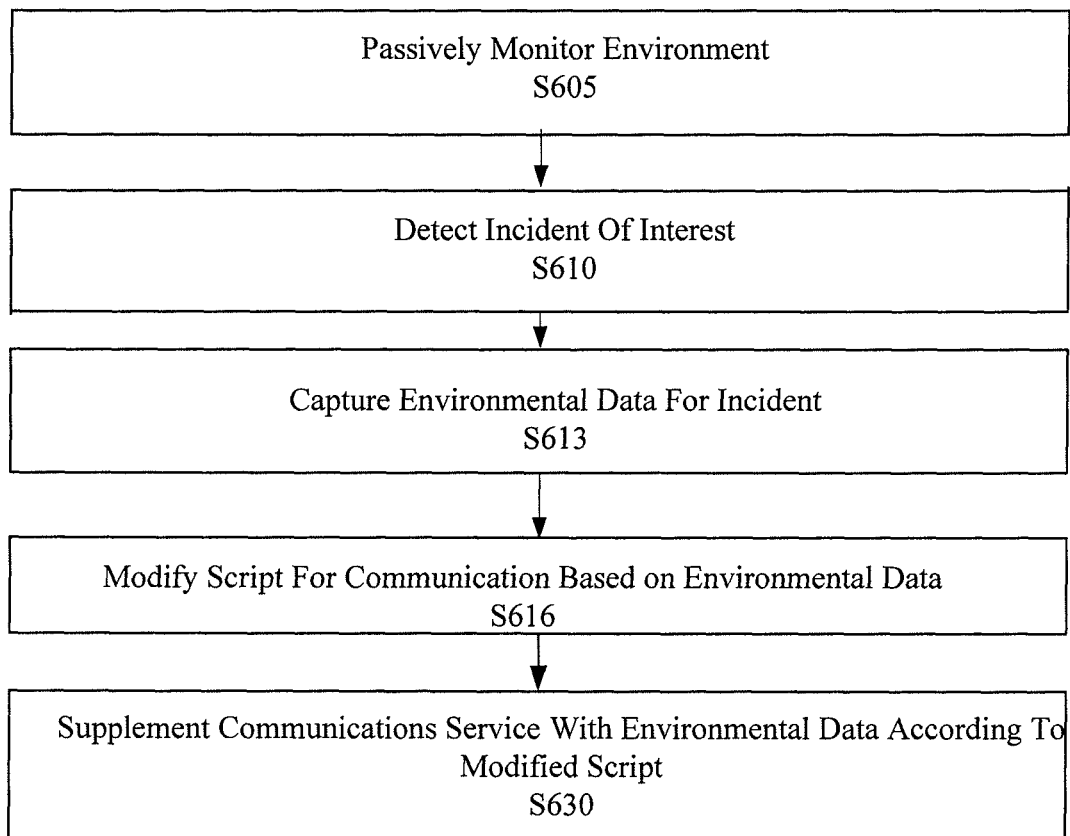 Passively Monitor Environment
S605
Detect Incident Of Interest
S610
Capture Environmental Data For Incident
S613
Modify Script For Communication Based on Environmental Data
S616
Supplement Communications Service With Environmental Data According To
Modified Script
S630